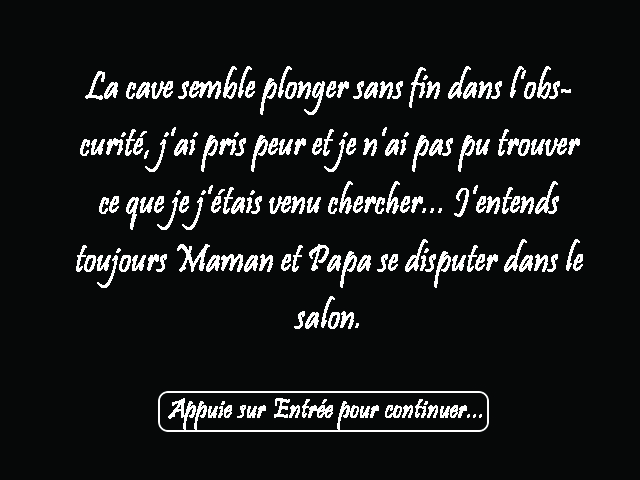 La cave semble plonger sans fin dans l'obs-
curité, j'ai pris peur et je n'ai pas pu trouver
ce que je j'étais venu chercher... J'entends
toujours Maman et Papa se disputer dans le
salon.
Appuie sur Entrée pour continuer...